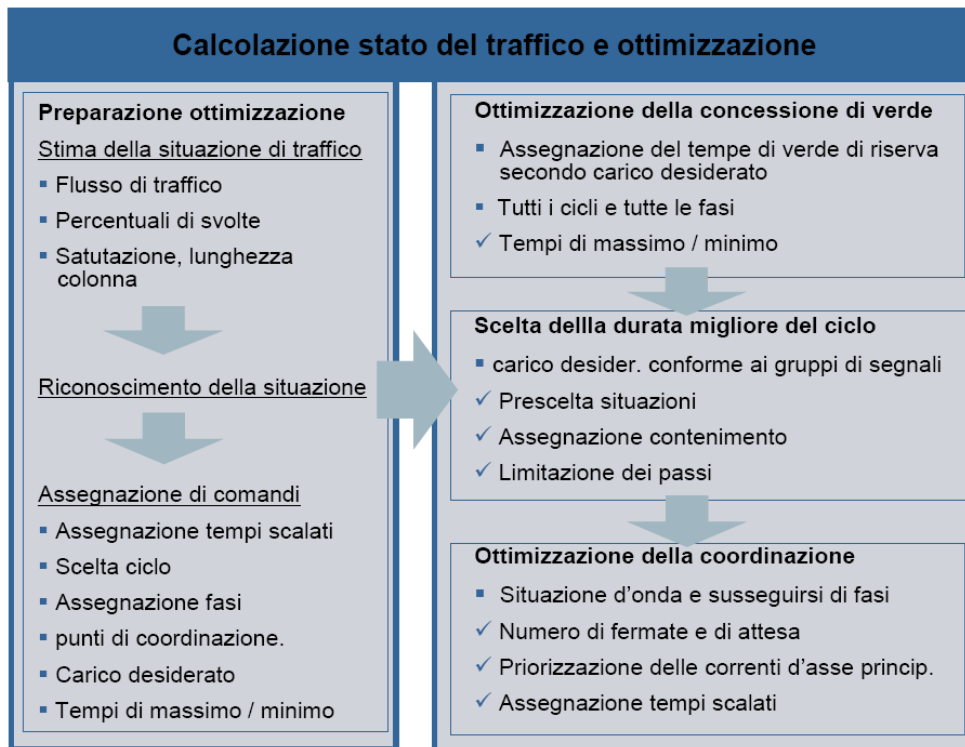 Calcolazione stato del traffico e ottimizzazione
Preparazione ottimizzazione
Stima della situazione di traffico
Flusso di traffico
Percentuali di svolte
Satutazione, lunghezza
colonna
Riconoscimento della situazione
Assegnazione di comandi
Assegnazione tempi scalati
Scelta ciclo
Assegnazione fasi
punti di coordinazione.
Carico desiderato
Tempi di massimo / minimo
Ottimizzazione della concessione di verde
Assegnazione del tempe di verde di riserva
secondo carico desiderato
Tutti i cicli e tutte le fasi
Tempi di massimo / minimo
Scelta dellla durata migliore del ciclo
carico desider. conforme ai gruppi di segnali
Prescelta situazioni
Assegnazione contenimento
Limitazione dei passi
Ottimizzazione della coordinazione
Situazione d'onda e susseguirsi di fasi
Numero di fermate e di attesa
Priorizzazione delle correnti d'asse princip.
Assegnazione tempi scalati